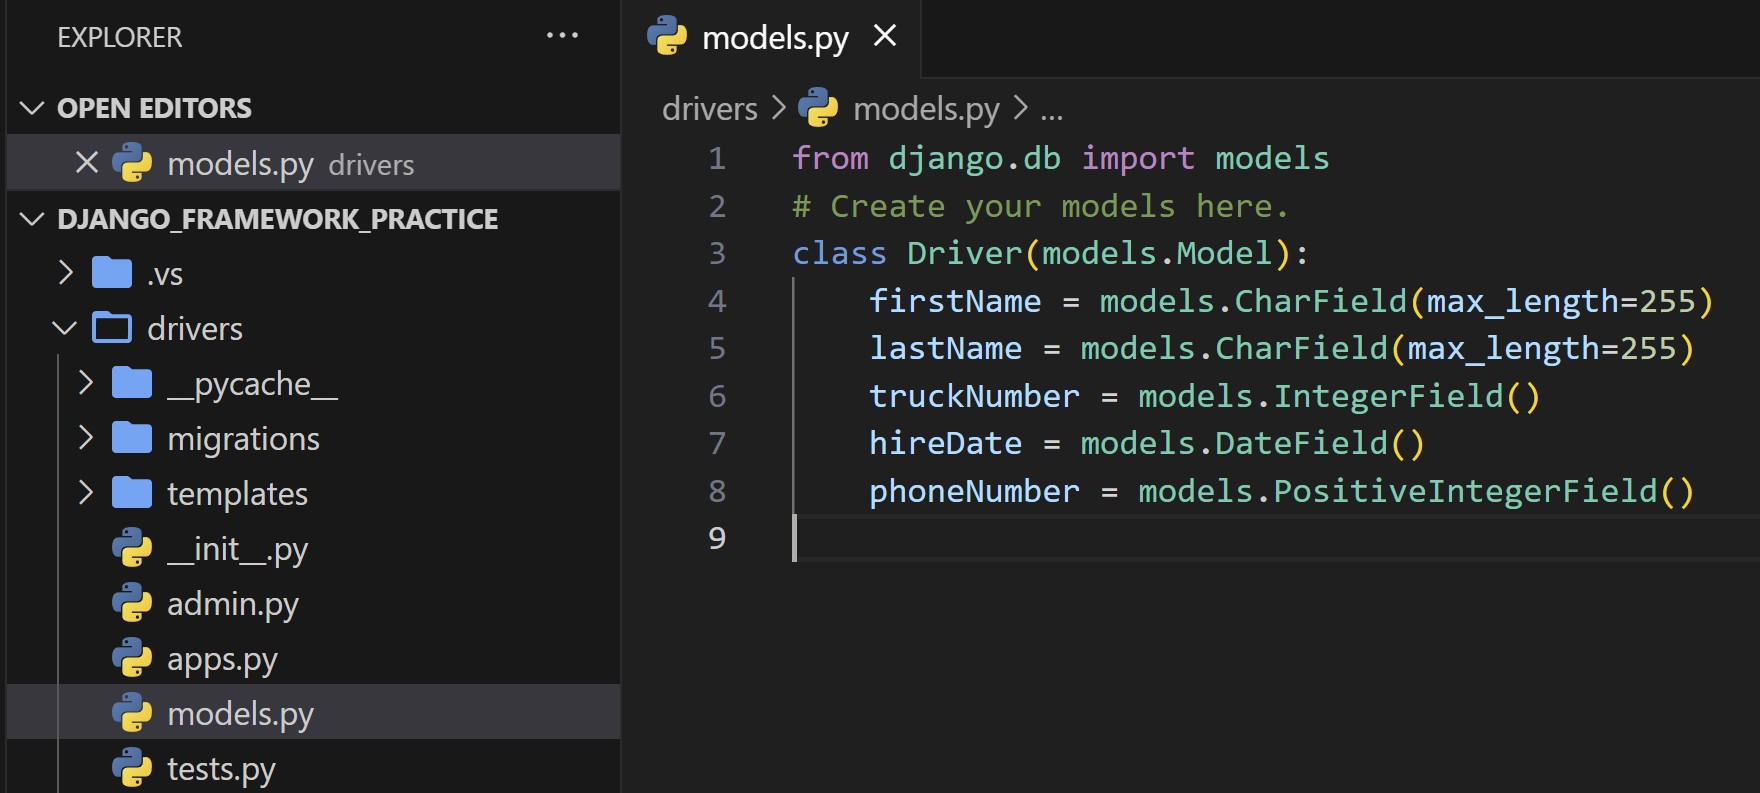 EXPLORER
...
OPEN EDITORS
models.py drivers
DJANGO_FRAMEWORK_PRACTICE
.vs
drivers
__pycache__
migrations
templates
__init__.py
admin.py
apps.py
models.py
tests.py
models.py
drivers > models.py > ...
1 from django.db import models
2 # Create your models here.
3 class Driver(models.Model):
4     firstName = models.CharField(max_length=255)
5     lastName = models.CharField(max_length=255)
6     truckNumber = models.IntegerField()
7     hireDate = models.DateField()
8     phoneNumber = models.PositiveIntegerField()
9